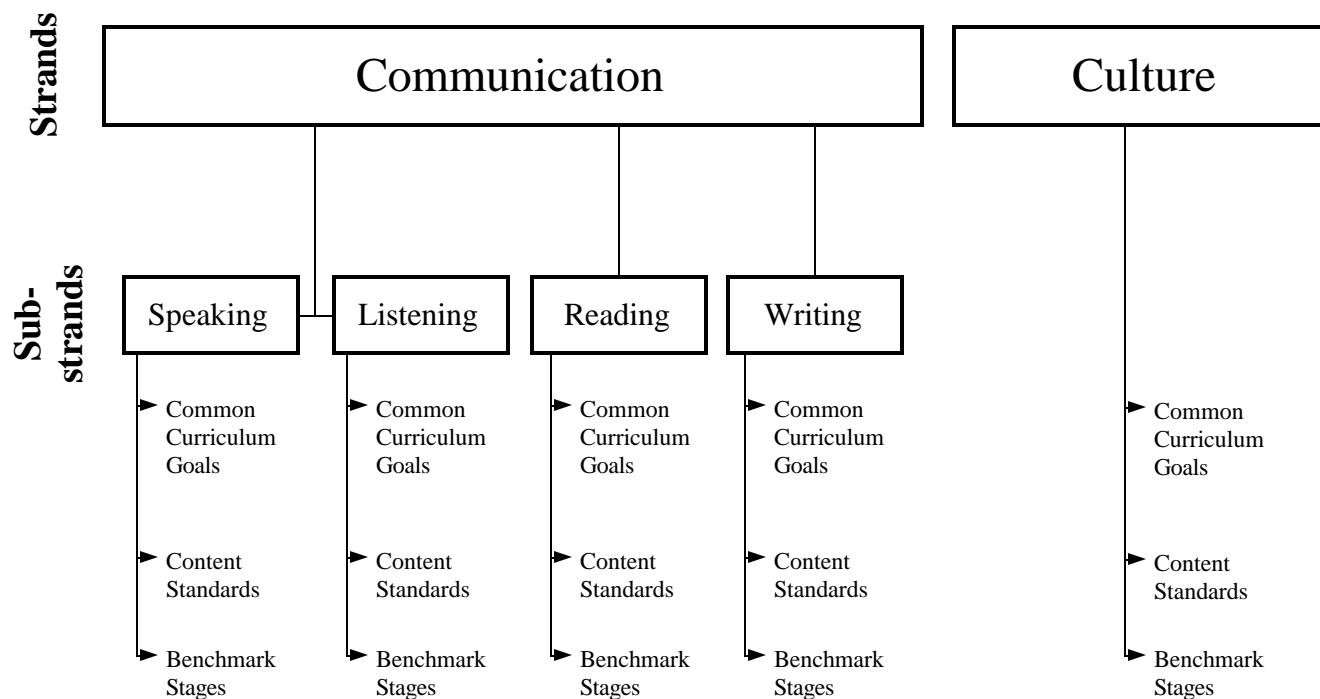 Strands
Communication
Culture
Sub-
strands
Speaking
Listening
Reading
Writing
Common
Curriculum
Goals
Content
Standards
Benchmark
Stages
Common
Curriculum
Goals
Content
Standards
Benchmark
Stages
Common
Curriculum
Goals
Content
Standards
Benchmark
Stages
Common
Curriculum
Goals
Content
Standards
Benchmark
Stages
Common
Curriculum
Goals
Content
Standards
Benchmark
Stages